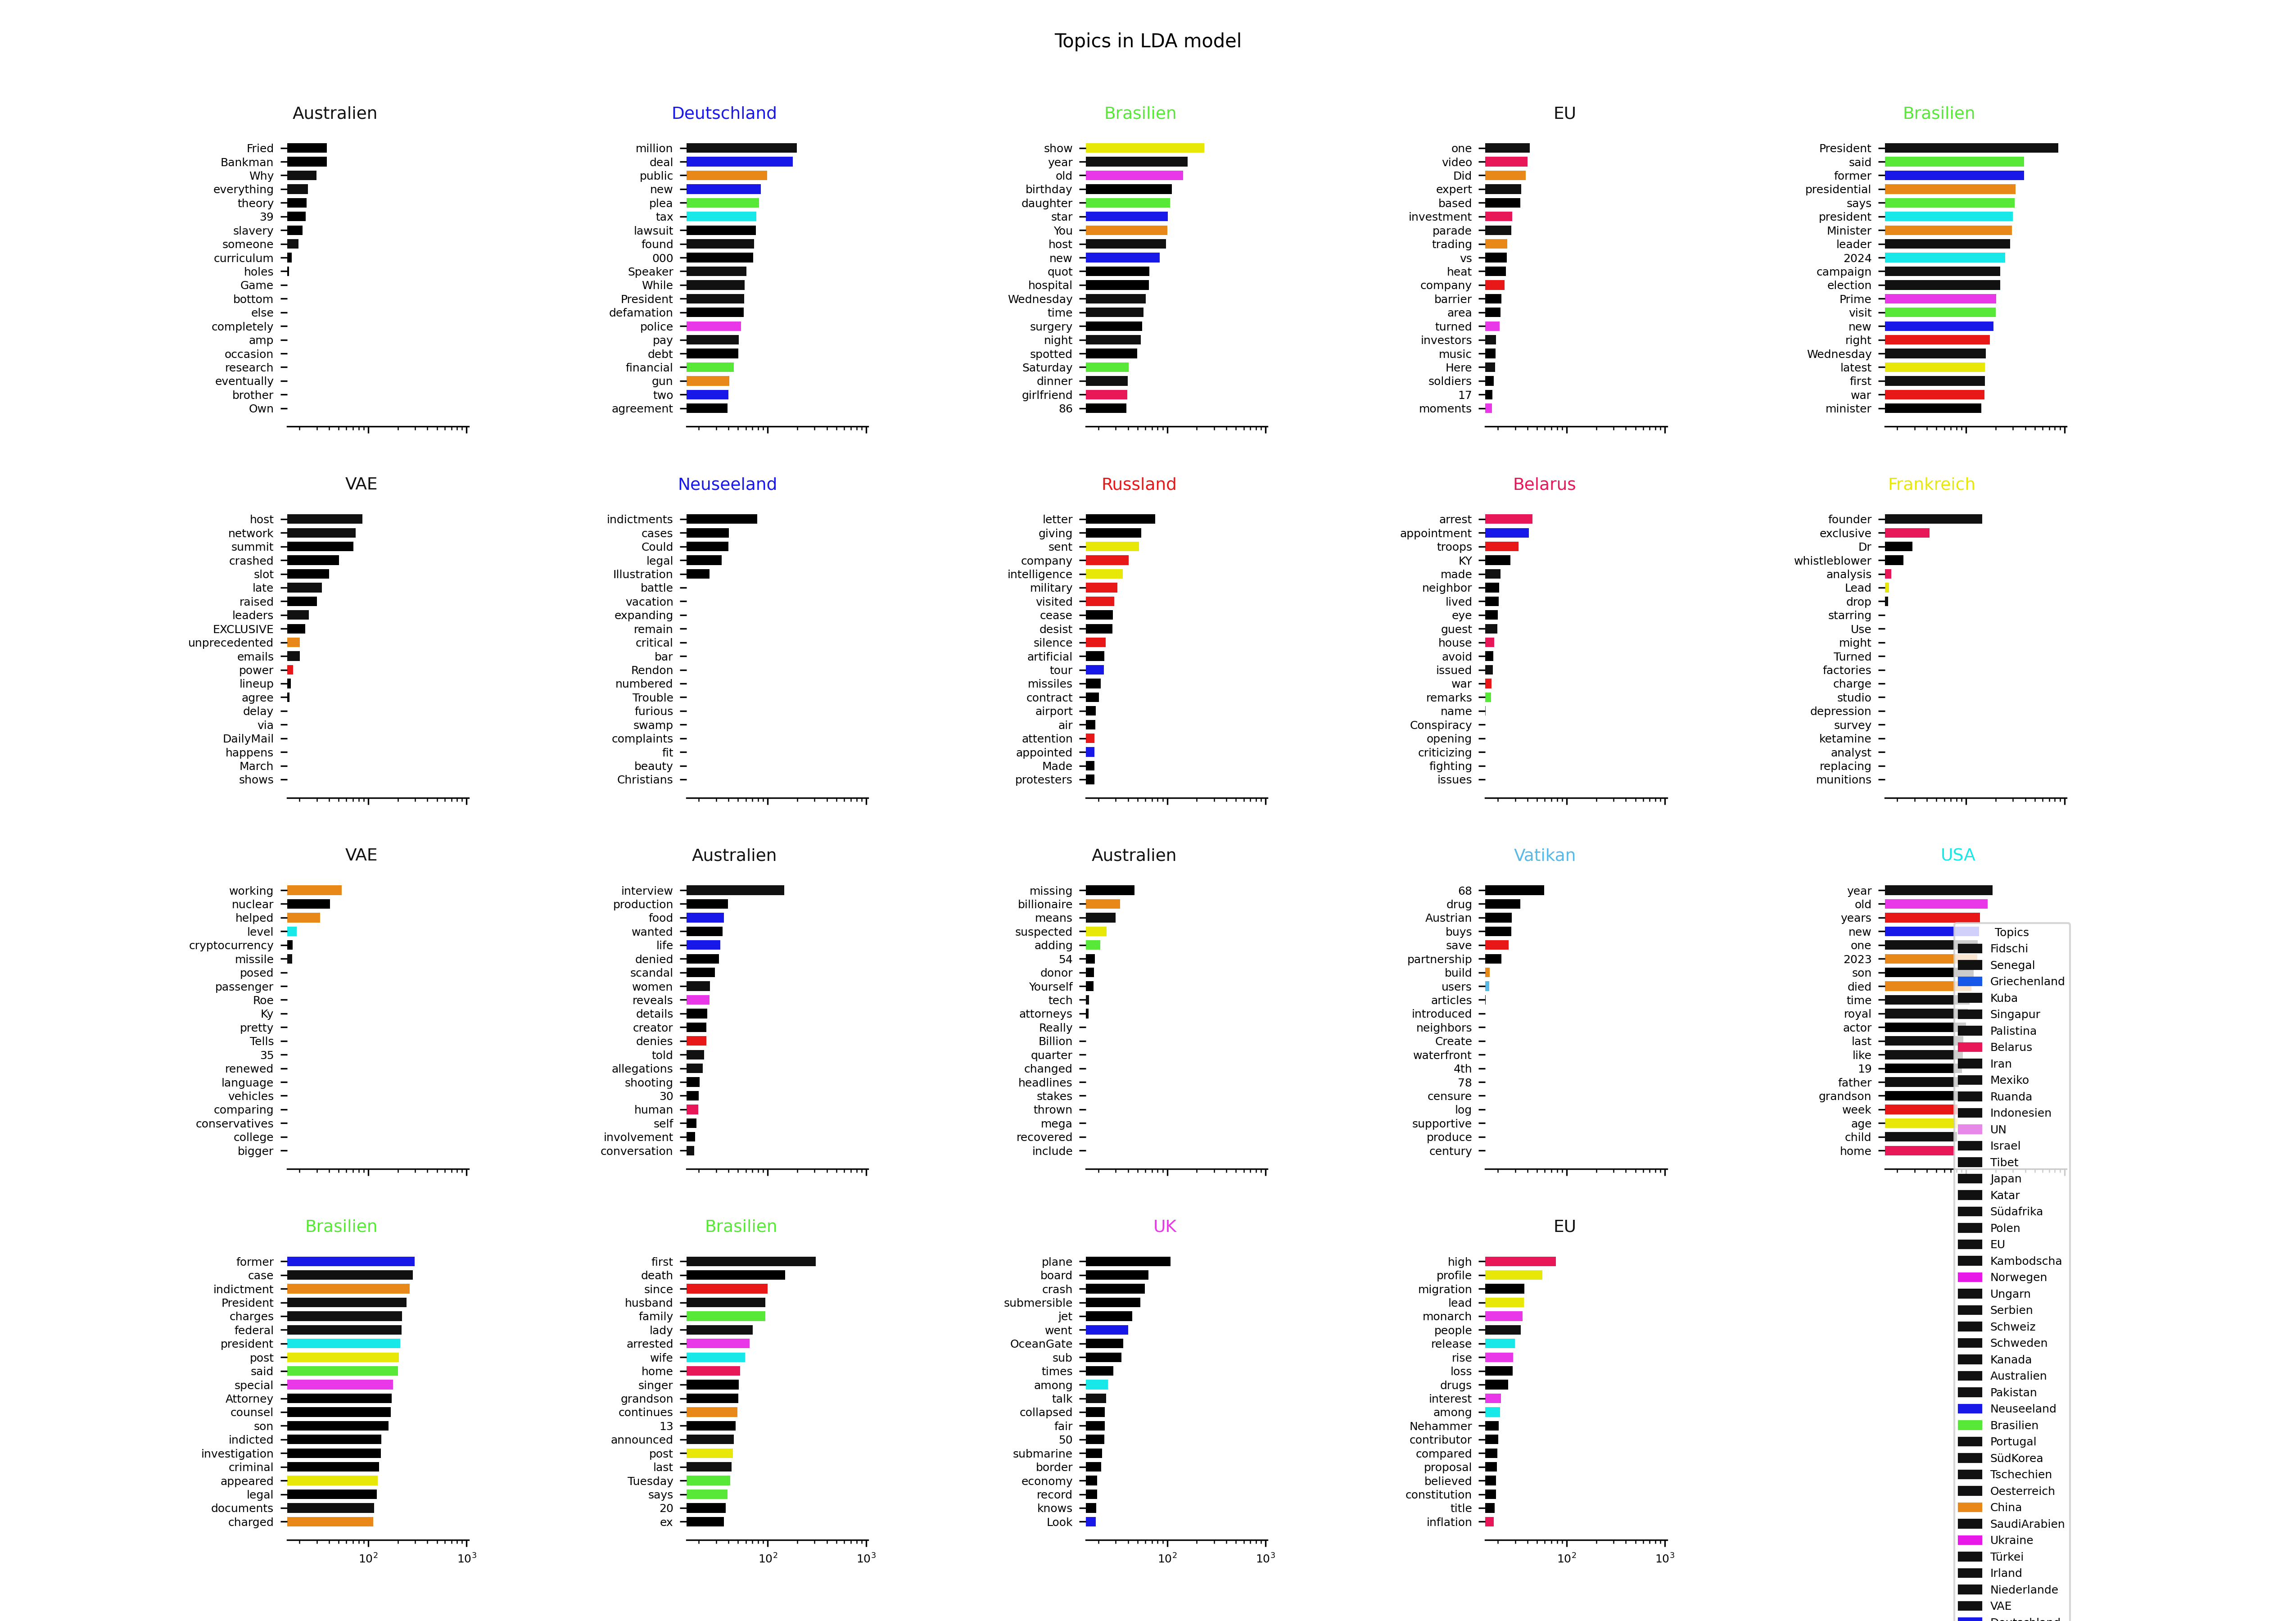 Topics in LDA model
Australien
Fried
Bankman
Why
everything
theory
39
slavery
someone
curriculum
holes
Game
bottom
else
completely
amp
occasion
research
eventually
brother
Own
Deutschland
million
deal
public
new
plea
tax
lawsuit
found
000
Speaker
While
President
defamation
police
pay
debt
financial
gun
two
agreement
Brasilien
show
year
old
birthday
daughter
star
You
host
new
quot
hospital
Wednesday
time
surgery
night
spotted
Saturday
dinner
girlfriend
86
EU
one
video
Did
expert
based
investment
parade
trading
vs
heat
company
barrier
area
turned
investors
music
Here
soldiers
17
moments
Brasilien
President
said
former
presidential
says
president
Minister
leader
2024
campaign
election
Prime
visit
new
right
Wednesday
latest
first
war
minister
VAE
host
network
summit
crashed
slot
late
raised
leaders
EXCLUSIVE
unprecedented
emails
power
lineup
agree
delay
via
DailyMail
happens
March
shows
Neuseeland
indictments
cases
Could
legal
Illustration
battle
vacation
expanding
remain
critical
bar
Rendon
numbered
Trouble
furious
swamp
complaints
fit
beauty
Christians
Russland
letter
giving
sent
company
intelligence
military
visited
cease
desist
silence
artificial
tour
missiles
contract
airport
air
attention
appointed
Made
protesters
Belarus
arrest
appointment
troops
KY
made
neighbor
lived
eye
guest
house
avoid
issued
war
remarks
name
Conspiracy
opening
criticizing
fighting
issues
Frankreich
founder
exclusive
Dr
whistleblower
analysis
Lead
drop
starring
Use
might
Turned
factories
charge
studio
depression
survey
ketamine
analyst
replacing
munitions
VAE
working
nuclear
helped
level
cryptocurrency
missile
posed
passenger
Roe
Ky
pretty
Tells
35
renewed
language
vehicles
comparing
conservatives
college
bigger
Australien
interview
production
food
wanted
life
denied
scandal
women
reveals
details
creator
denies
told
allegations
shooting
30
human
self
involvement
conversation
Australien
missing
billionaire
means
suspected
adding
54
donor
Yourself
tech
attorneys
Really
Billion
quarter
changed
headlines
stakes
thrown
mega
recovered
include
Vatikan
68
drug
Austrian
buys
save
partnership
build
users
articles
introduced
neighbors
Create
waterfront
4th
78
censure
log
supportive
produce
century
USA
year
old
years
new
one
2023
son
died
time
royal
actor
last
like
19
father
grandson
week
age
child
home
Brasilien
former
case
indictment
President
charges
federal
president
post
said
special
Attorney
counsel
son
indicted
investigation
criminal
appeared
legal
documents
charged
10² 10³
Brasilien
first
death
since
husband
family
lady
arrested
wife
home
singer
grandson
continues
13
announced
post
last
Tuesday
says
20
ex
10² 10³
UK
plane
board
crash
submersible
jet
went
OceanGate
sub
times
among
talk
collapsed
fair
50
submarine
border
economy
record
knows
Look
10² 10³
EU
high
profile
migration
lead
monarch
people
release
rise
loss
drugs
interest
among
Nehammer
contributor
compared
proposal
believed
constitution
title
inflation
10² 10³
Topics
Fidschi
Senegal
Griechenland
Kuba
Singapur
Palistina
Belarus
Iran
Mexiko
Ruanda
Indonesien
UN
Israel
Tibet
Japan
Katar
Südafrika
Polen
EU
Kambodscha
Norwegen
Ungarn
Serbien
Schweiz
Schweden
Kanada
Australien
Pakistan
Neuseeland
Brasilien
Portugal
SüdKorea
Tschechien
Oesterreich
China
SaudiArabien
Ukraine
Türkei
Irland
Niederlande
VAE